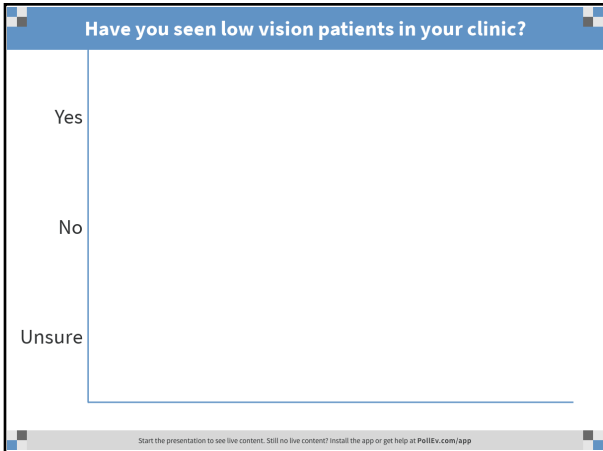 Have you seen low vision patients in your clinic?
Yes
No
Unsure
Start the presentation to see live content. Still no live content? Install the app or get help at PollEv.com/app